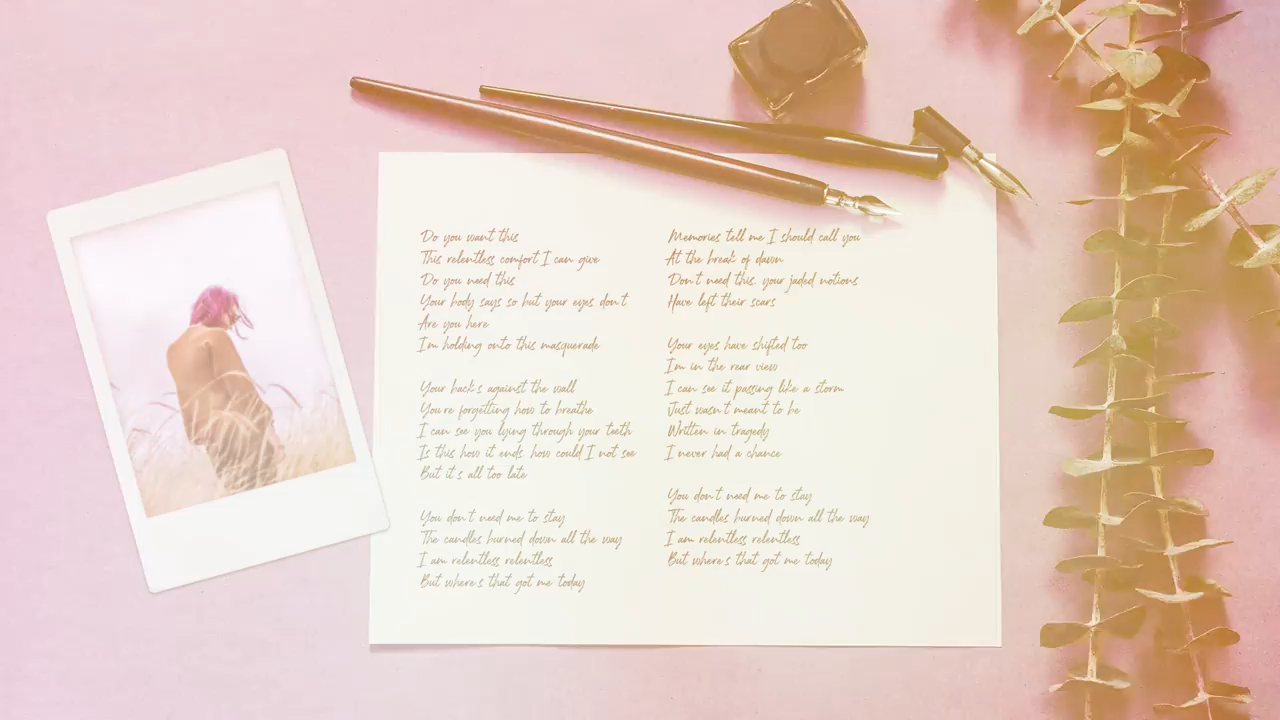 Do you want this
This relentless comfort I can give
Do you need this
Your body says so but your eyes don't
Are you here
I'm holding onto this masquerade
Your back's against the wall
You're forgetting how to breathe
I can see you lying through your teeth
Is this how it ends, how could I not see
But it's all too late
You don't need me to stay
The candles burned down all the way
I am relentless relentless
But where's that got me today
Memories tell me I should call you
At the break of dawn
Don't need this, your jaded notions
Have left their scars
Your eyes have shifted too
I'm in the rear view
I can see it passing like a storm
Just wasn't meant to be
Written in tragedy
I never had a chance
You don't need me to stay
The candles burned down all the way
I am relentless relentless
But where's that got me today